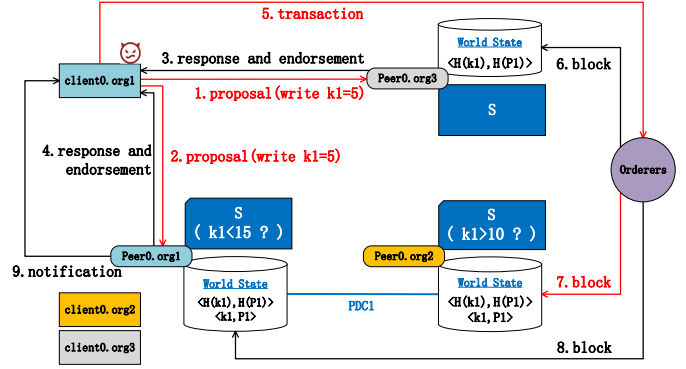 5.transaction
3.response and endorsement
World State
<H(k1),H(P1)>
client0.org1
Peer0.org3
1.proposal(write k1=5)
6.block
S
4.response and
endorsement
2.proposal(write k1=5)
Orderers
S
( k1<15 ? )
S
( k1>10 ? )
Peer0.org1
Peer0.org2
9.notification
World State
<H(k1),H(P1)>
<k1,P1>
PDC1
World State
<H(k1),H(P1)>
<k1,P1>
7.block
client0.org2
client0.org3
8.block